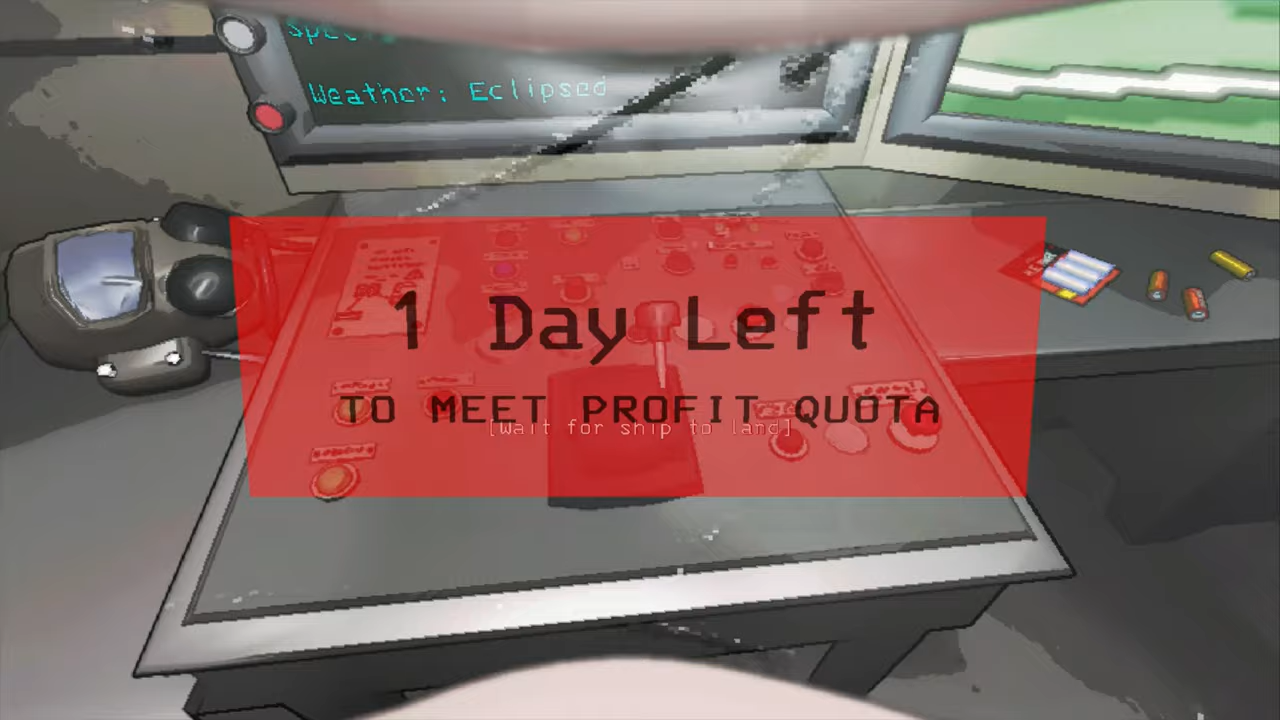 Weather: Eclipsed
1 Day Left
TO MEET PROFIT QUOTA
[Wait for ship to land]